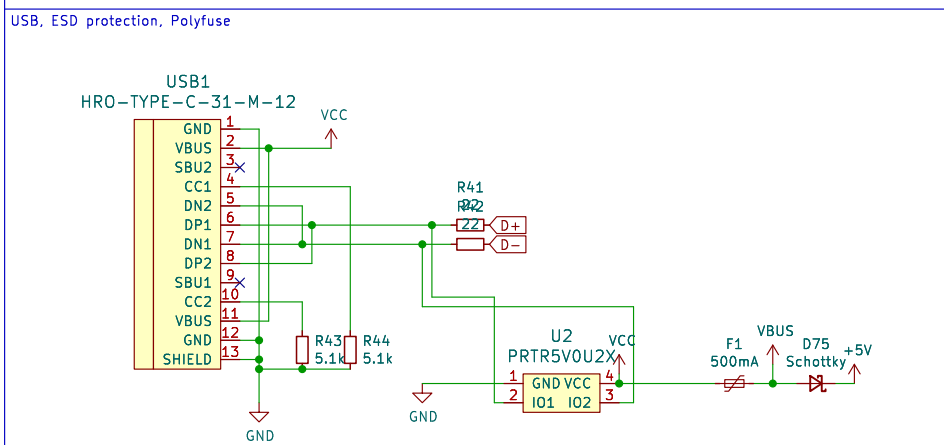 USB, ESD protection, Polyfuse
USB1
HRO-TYPE-C-31-M-12
VCC
GND 1
VBUS 2
SBU2 3
CC1 4
DN2 5
DP1 6
DN1 7
DP2 8
SBU1 9
CC2 10
VBUS 11
GND 12
SHIELD 13
R41
22
R42
22
D+
D-
R43
5.1k
R44
5.1k
GND
U2
PRTR5V0U2X
VCC
1 GND VCC 4
2 IO1 IO2 3
GND
F1
500mA
VBUS
D75
Schottky
+5V